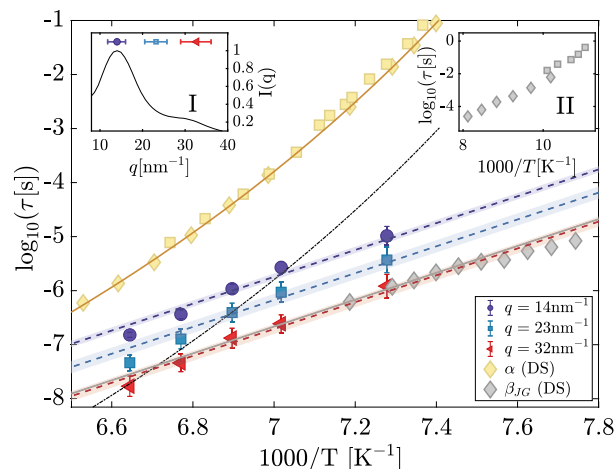 -1
-2
-3
-4
-5
-6
-7
-8
log₁₀(τ[s])
6.6
6.8
7
7.2
7.4
7.6
7.8
1000/T [K⁻¹]
I
1
0.8
0.6
0.4
0.2
I(q)
10
20
30
40
q[nm⁻¹]
II
0
-2
-4
log₁₀(τ[s])
8
10
1000/T[K⁻¹]
q = 14nm⁻¹
q = 23nm⁻¹
q = 32nm⁻¹
α (DS)
β_JG (DS)